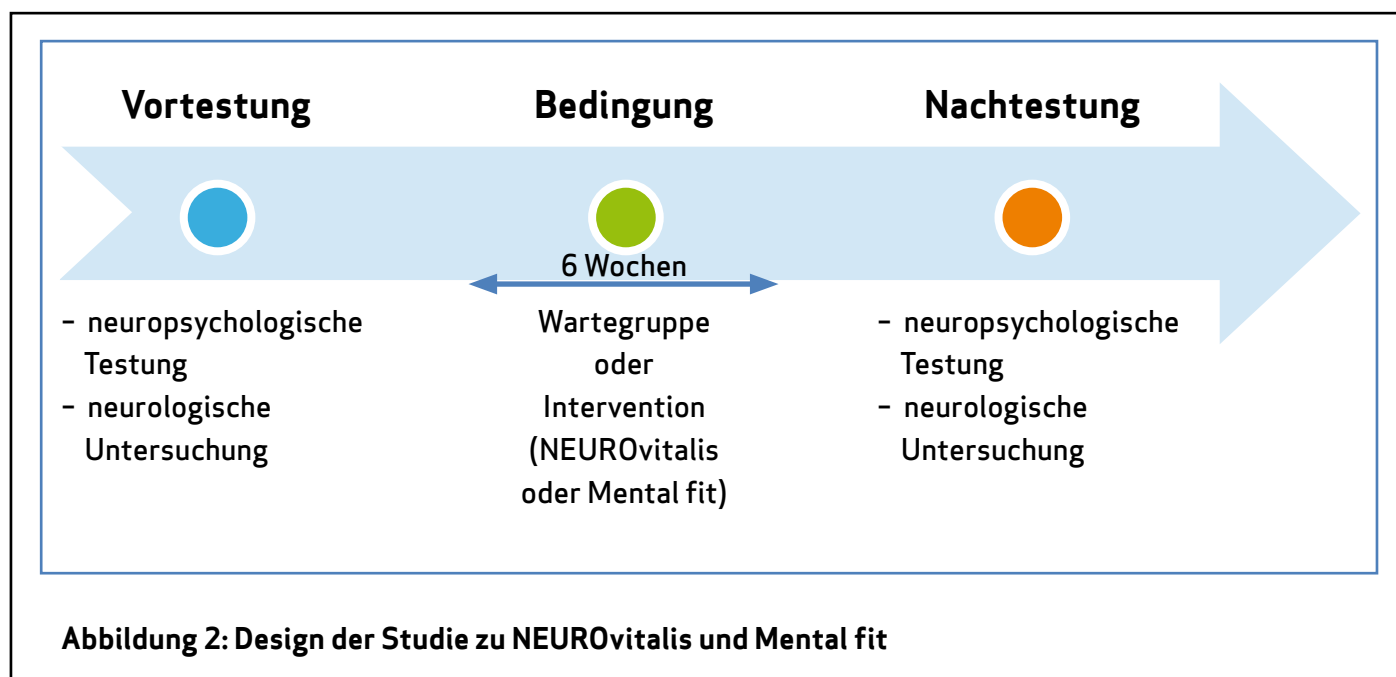 Vortestung
Bedingung
Nachtestung
6 Wochen
– neuropsychologische
Testung
– neurologische
Untersuchung
Wartegruppe
oder
Intervention
(NEUROvitalis
oder Mental fit)
– neuropsychologische
Testung
– neurologische
Untersuchung
Abbildung 2: Design der Studie zu NEUROvitalis und Mental fit